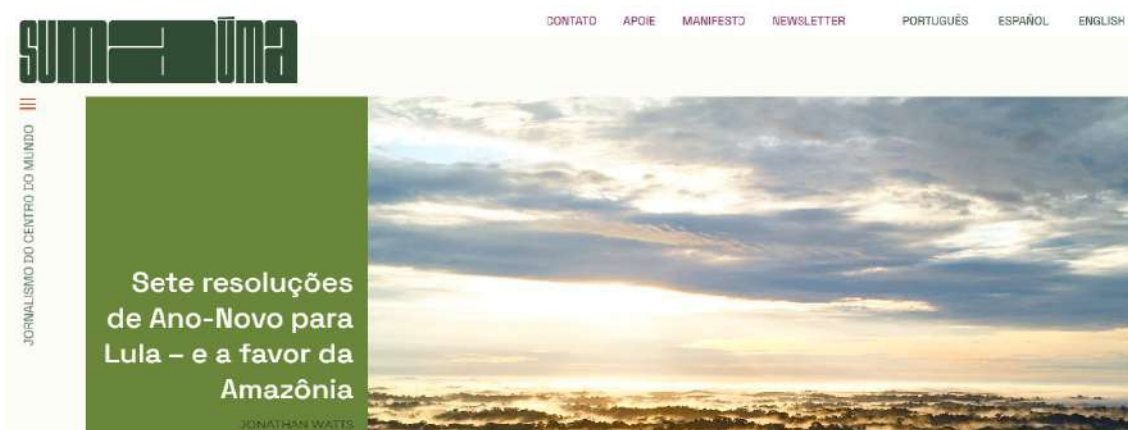 CONTATO APOIE MANIFESTO NEWSLETTER PORTUGUÊS ESPAÑOL ENGLISH
SUMAÚMA
JORNALISMO DO CENTRO DO MUNDO
Sete resoluções
de Ano-Novo para
Lula – e a favor da
Amazônia
JONATHAN WATTS